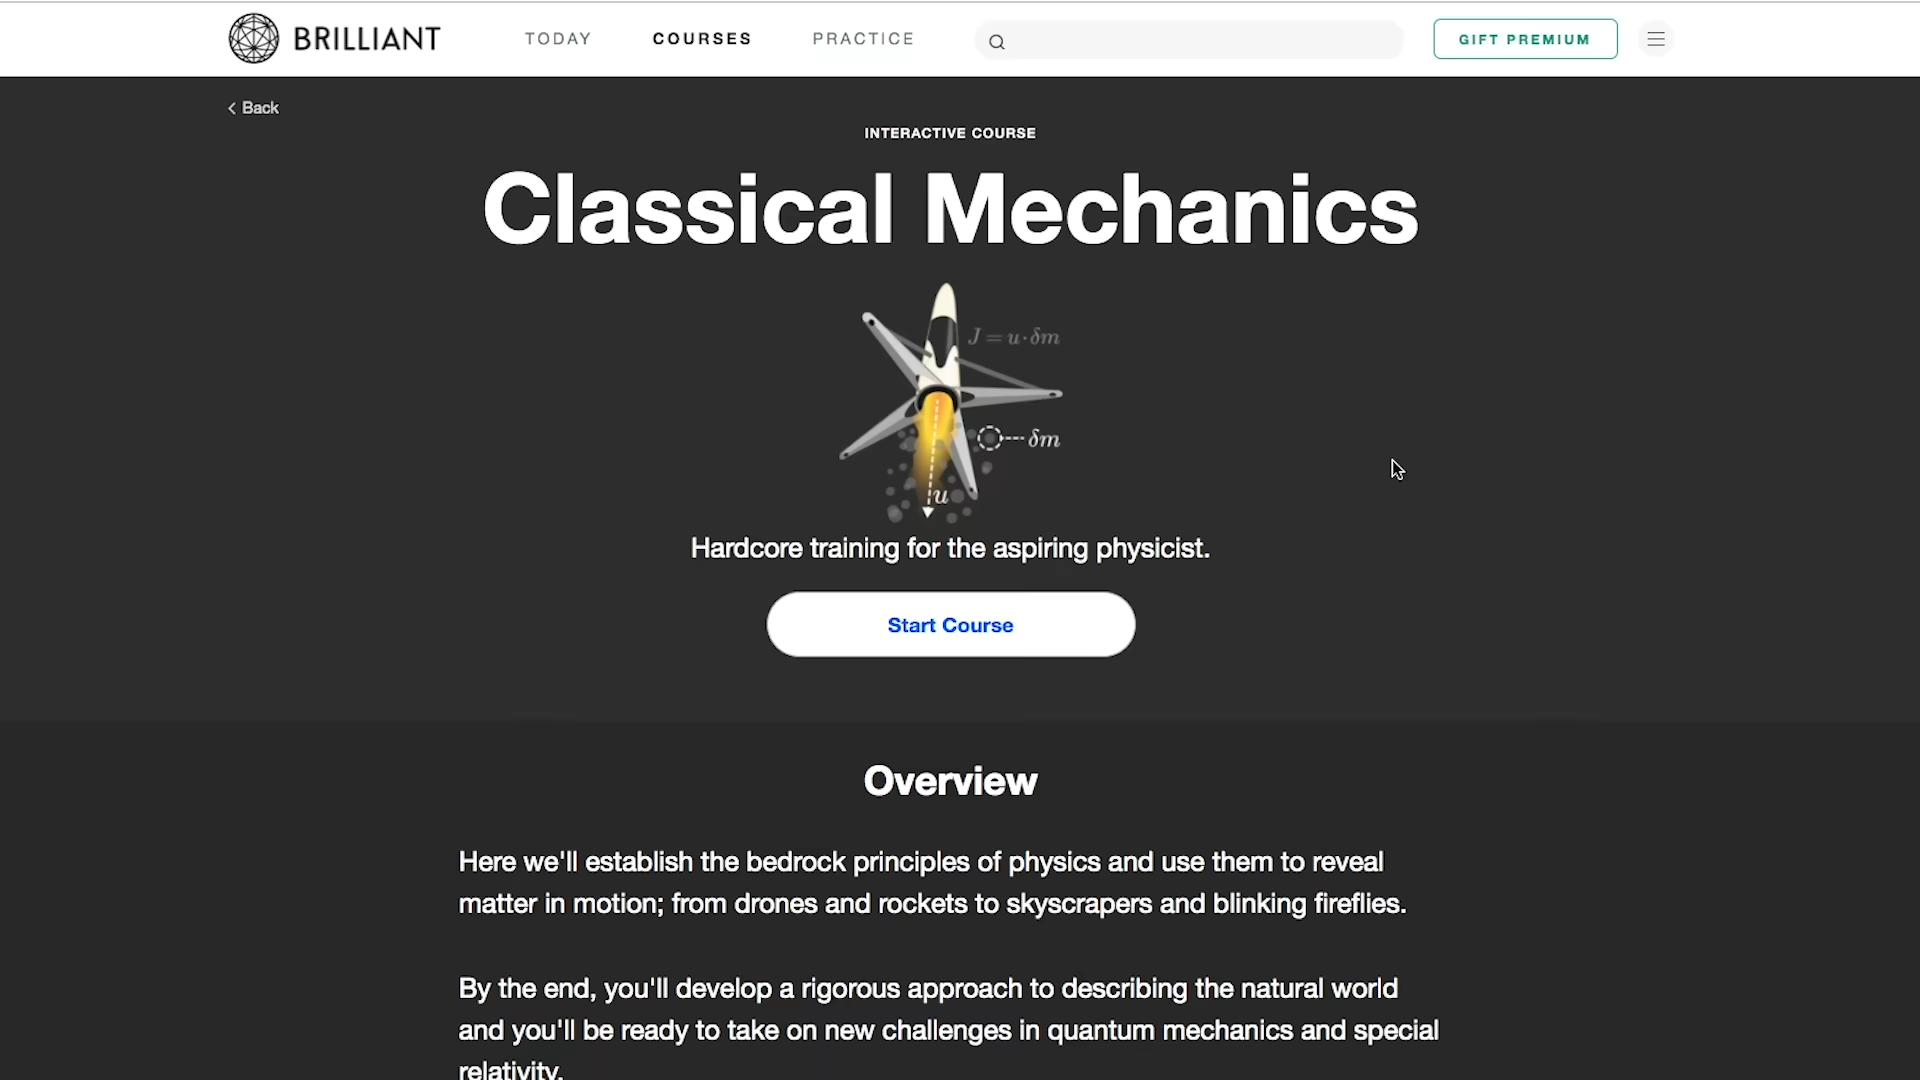 BRILLIANT
TODAY
COURSES
PRACTICE
GIFT PREMIUM
< Back
INTERACTIVE COURSE
Classical Mechanics
J = u · δm
δm
u
Hardcore training for the aspiring physicist.
Start Course
Overview
Here we'll establish the bedrock principles of physics and use them to reveal
matter in motion; from drones and rockets to skyscrapers and blinking fireflies.
By the end, you'll develop a rigorous approach to describing the natural world
and you'll be ready to take on new challenges in quantum mechanics and special
relativity.